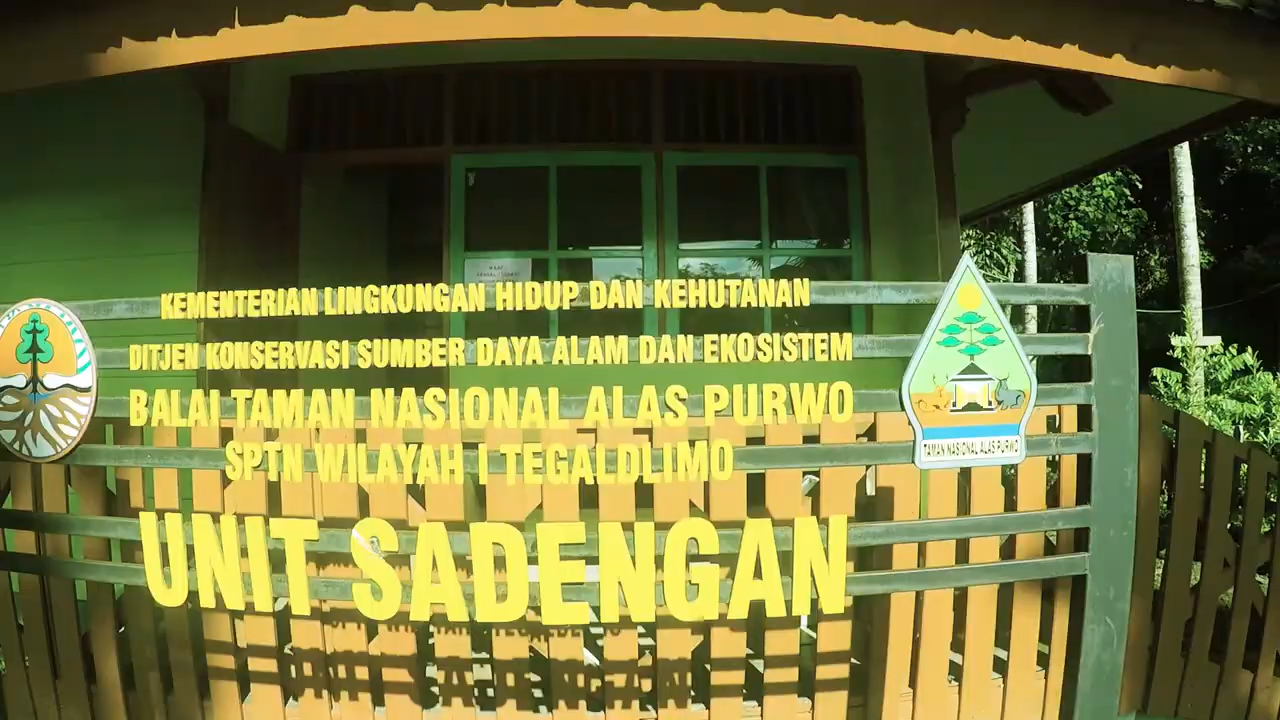 KEMENTERIAN LINGKUNGAN HIDUP DAN KEHUTANAN
DITJEN KONSERVASI SUMBER DAYA ALAM DAN EKOSISTEM
BALAI TAMAN NASIONAL ALAS PURWO
SPTN WILAYAH I TEGALDLIMO
UNIT SADENGAN
TAMAN NASIONAL ALAS PURWO